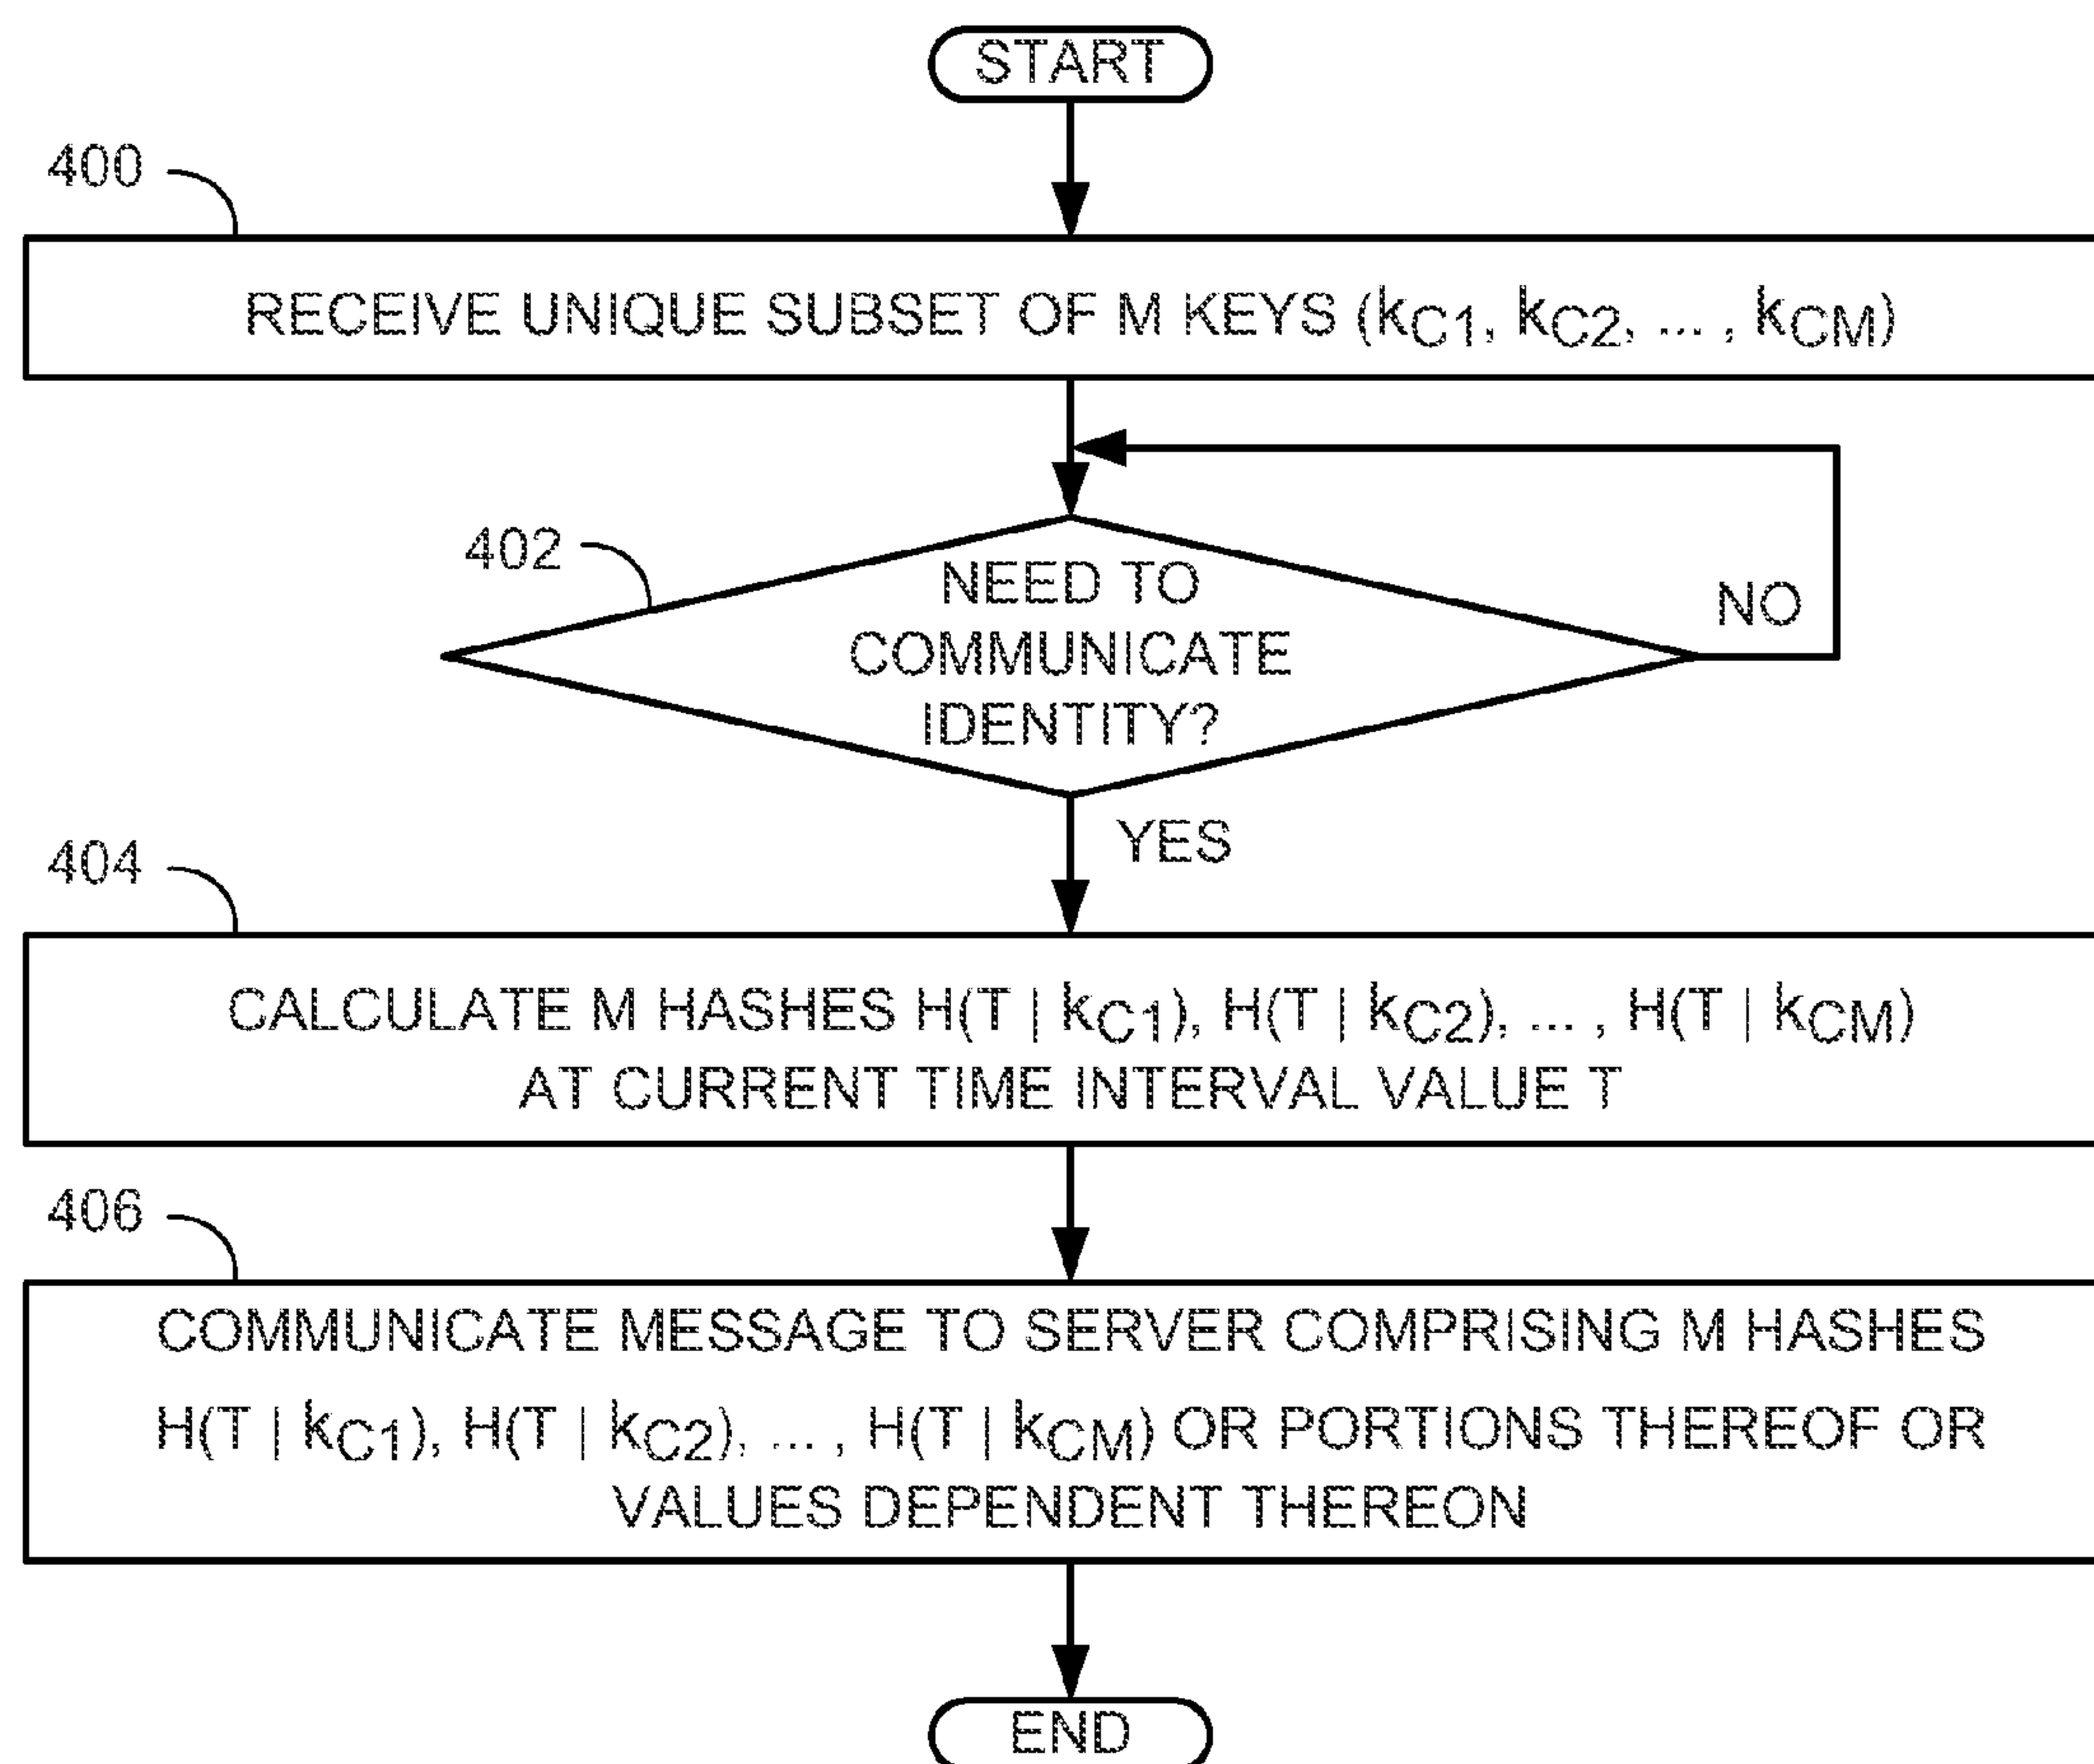 START
400
RECEIVE UNIQUE SUBSET OF M KEYS (kC1, kC2, ... , kCM)
402
NEED TO
COMMUNICATE
IDENTITY?
NO
YES
404
CALCULATE M HASHES H(T | kC1), H(T | kC2), ... , H(T | kCM)
AT CURRENT TIME INTERVAL VALUE T
406
COMMUNICATE MESSAGE TO SERVER COMPRISING M HASHES
H(T | kC1), H(T | kC2), ... , H(T | kCM) OR PORTIONS THEREOF OR
VALUES DEPENDENT THEREON
END